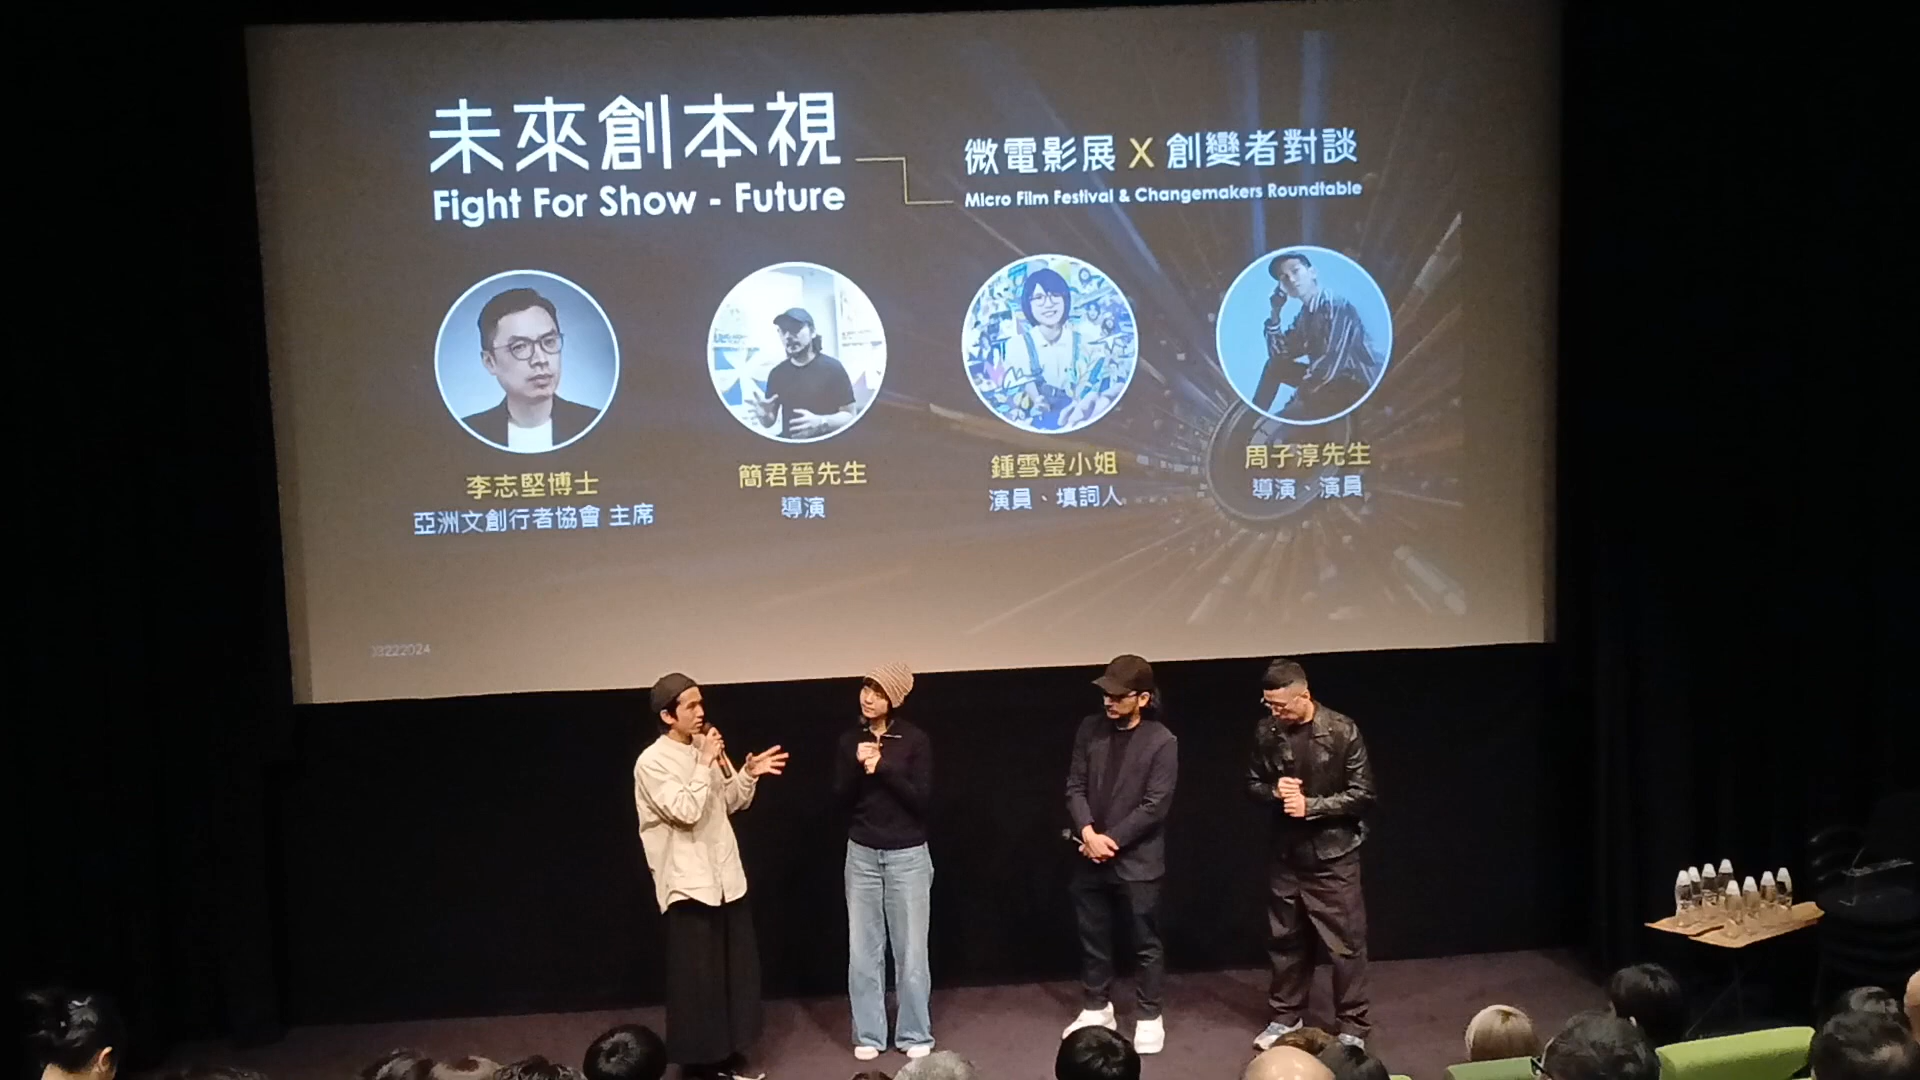 未來創本視
Fight For Show - Future
微電影展 X 創變者對談
Micro Film Festival & Changemakers Roundtable
李志堅博士
亞洲文創行者協會 主席
簡君晉先生
導演
鍾雪瑩小姐
演員、填詞人
周子淳先生
導演、演員